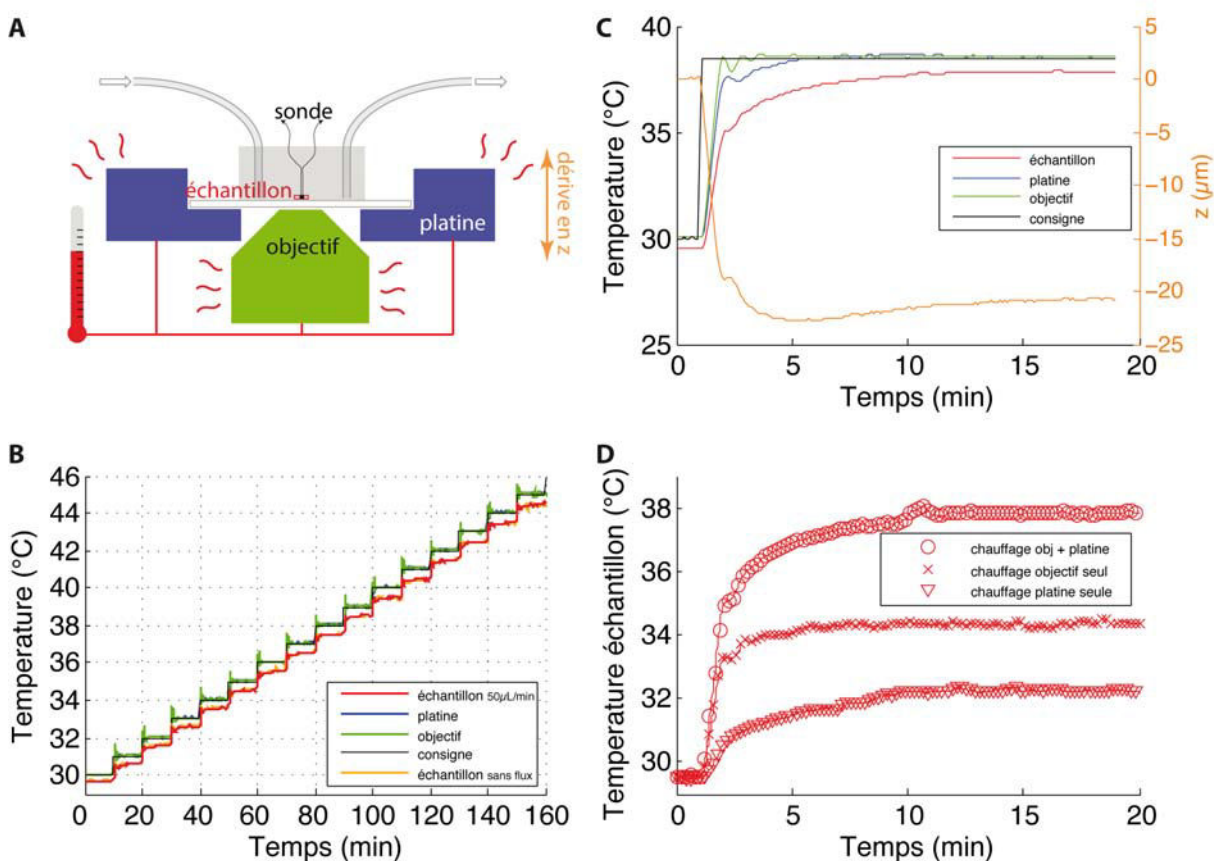 A
sonde
échantillon
platine
objectif
dérive en z
C
Temperature (°C)
40
35
30
25
5
0
−5
−10
−15
−20
−25
z (µm)
échantillon
platine
objectif
consigne
0
5
10
15
20
Temps (min)
B
Temperature (°C)
46
44
42
40
38
36
34
32
30
échantillon 50µL/min
platine
objectif
consigne
échantillon sans flux
0
20
40
60
80
100
120
140
160
Temps (min)
D
Temperature échantillon (°C)
38
36
34
32
30
chauffage obj + platine
chauffage objectif seul
chauffage platine seule
0
5
10
15
20
Temps (min)